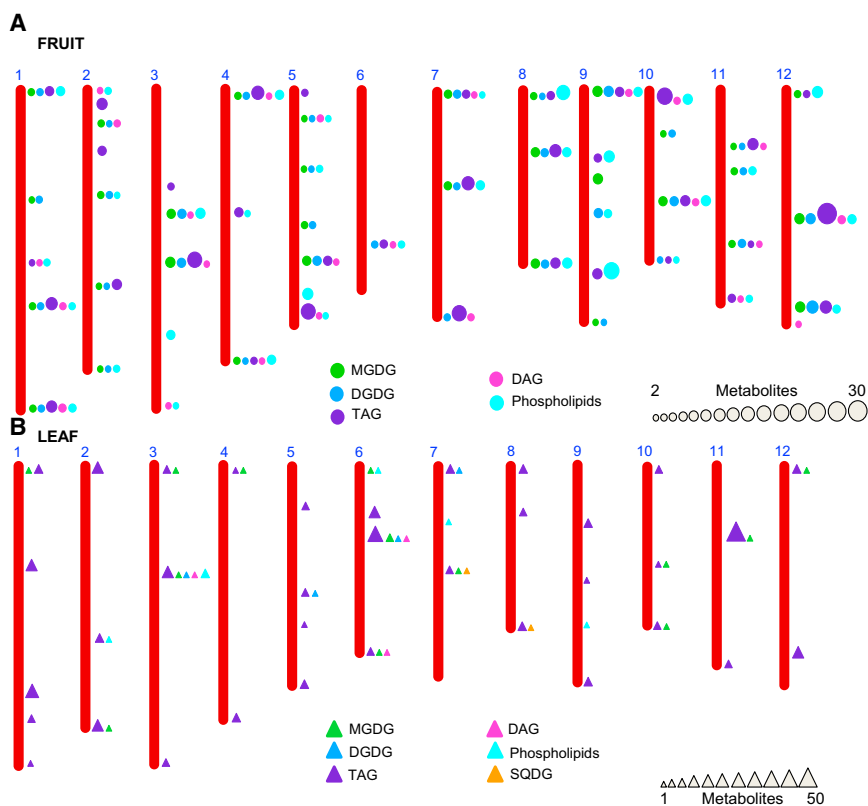 A
FRUIT
1 2 3 4 5 6 7 8 9 10 11 12
MGDG
DGDG
TAG
DAG
Phospholipids
2 Metabolites 30
B
LEAF
1 2 3 4 5 6 7 8 9 10 11 12
MGDG
DGDG
TAG
DAG
Phospholipids
SQDG
1 Metabolites 50